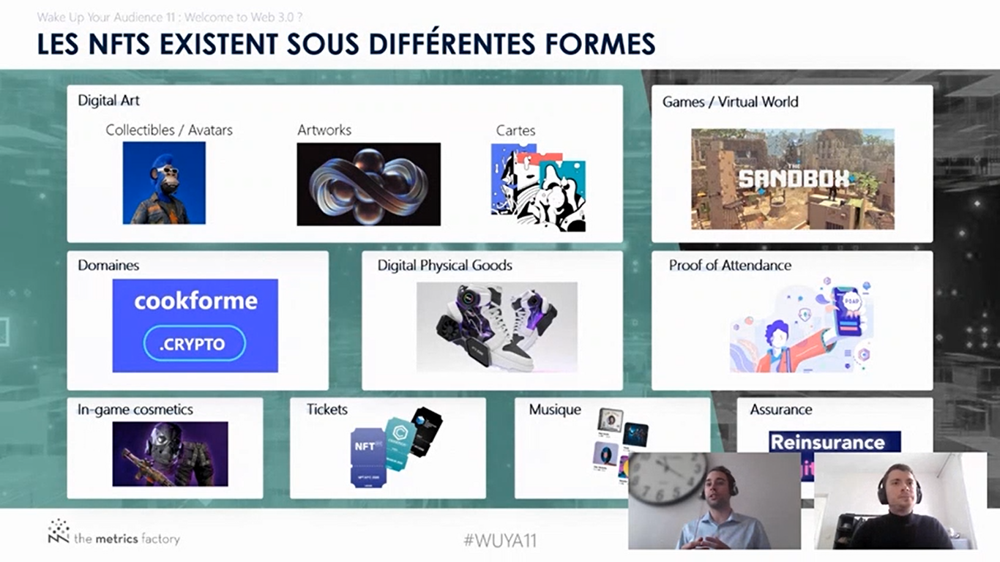 Wake Up Your Audience 11 : Welcome to Web 3.0 ?
LES NFTS EXISTENT SOUS DIFFÉRENTES FORMES
Digital Art
Collectibles / Avatars
Artworks
Cartes
Games / Virtual World
THE
SANDBOX
Domaines
cookforme
.CRYPTO
Digital Physical Goods
Proof of Attendance
POAP
In-game cosmetics
Tickets
NFT
Musique
Assurance
Reinsurance
the metrics factory
#WUYA11